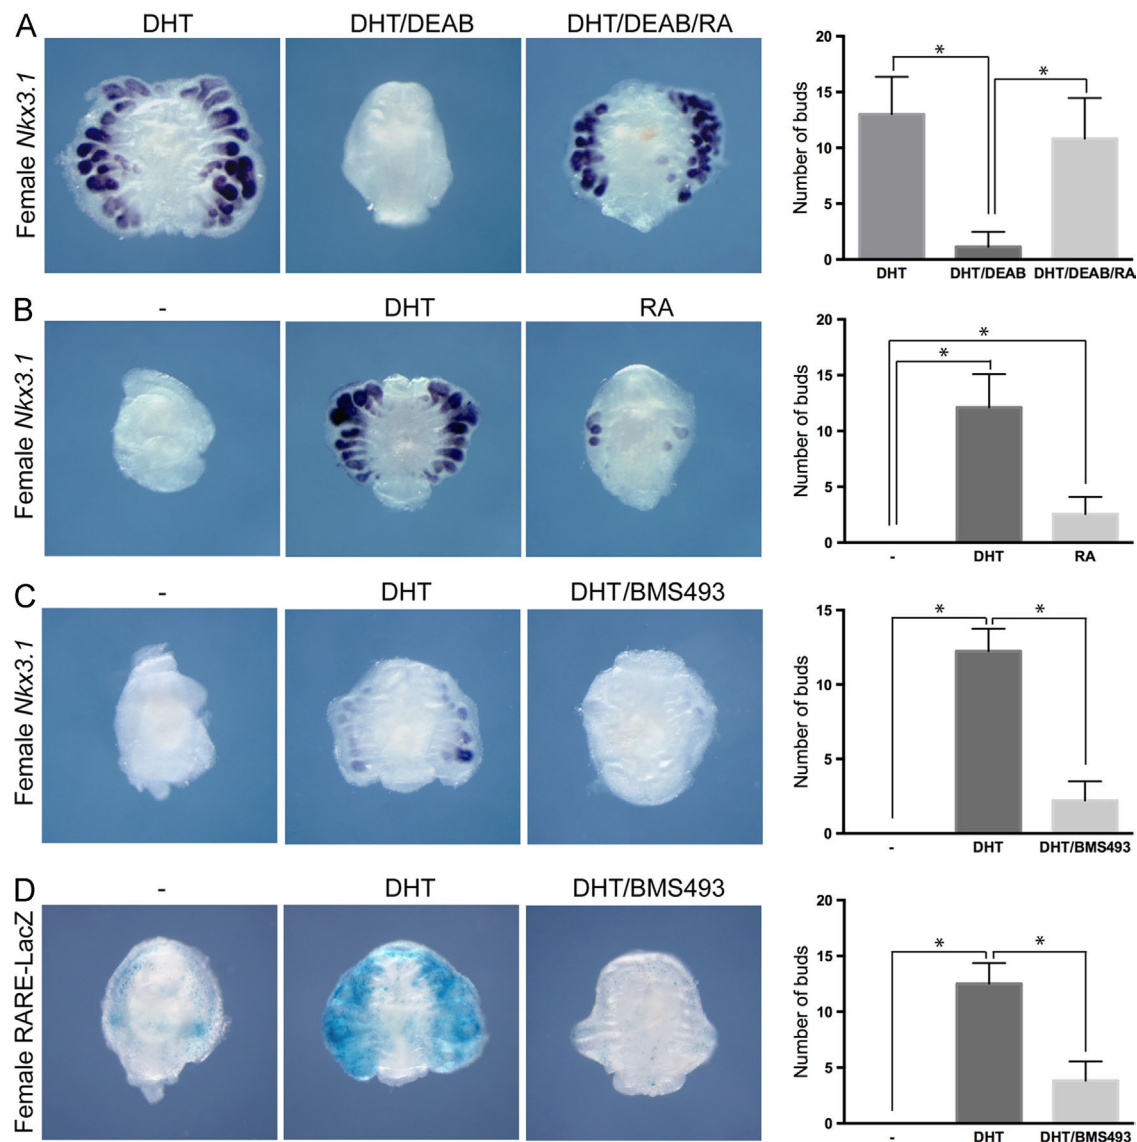 A
DHT
DHT/DEAB
DHT/DEAB/RA
Female Nkx3.1
Number of buds
20
15
10
5
0
*
*
DHT
DHT/DEAB
DHT/DEAB/RA
B
-
DHT
RA
Female Nkx3.1
Number of buds
20
15
10
5
0
*
*
-
DHT
RA
C
-
DHT
DHT/BMS493
Female Nkx3.1
Number of buds
15
10
5
0
*
*
-
DHT
DHT/BMS493
D
-
DHT
DHT/BMS493
Female RARE-LacZ
Number of buds
20
15
10
5
0
*
*
-
DHT
DHT/BMS493